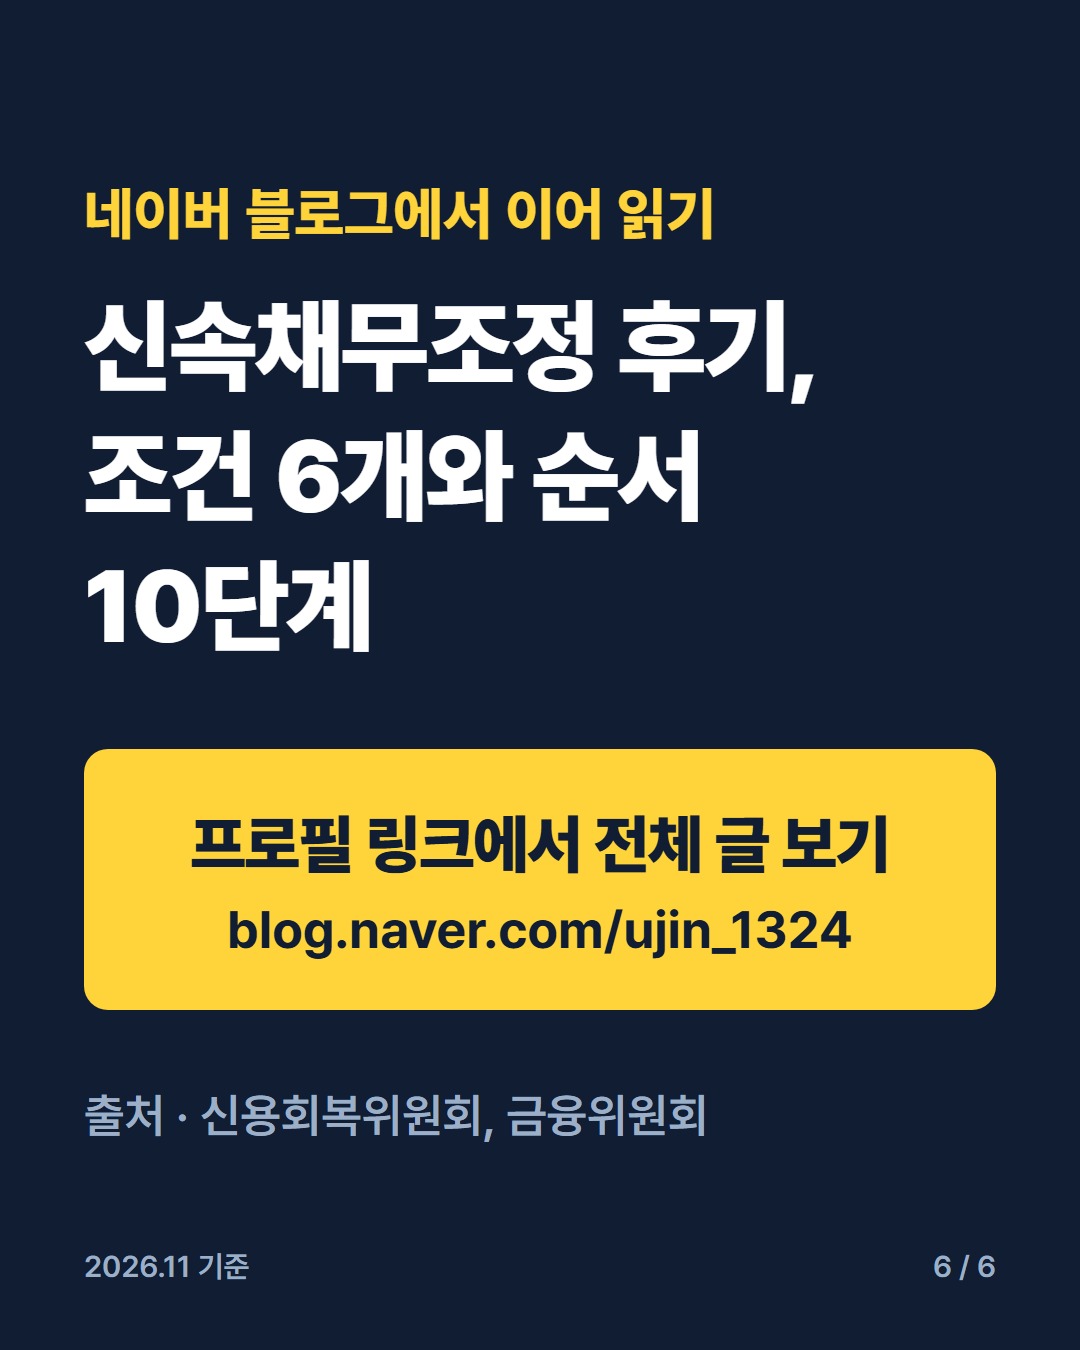 네이버 블로그에서 이어 읽기
신속채무조정 후기,
조건 6개와 순서
10단계
프로필 링크에서 전체 글 보기
blog.naver.com/ujin_1324
출처 · 신용회복위원회, 금융위원회
2026.11 기준
6 / 6